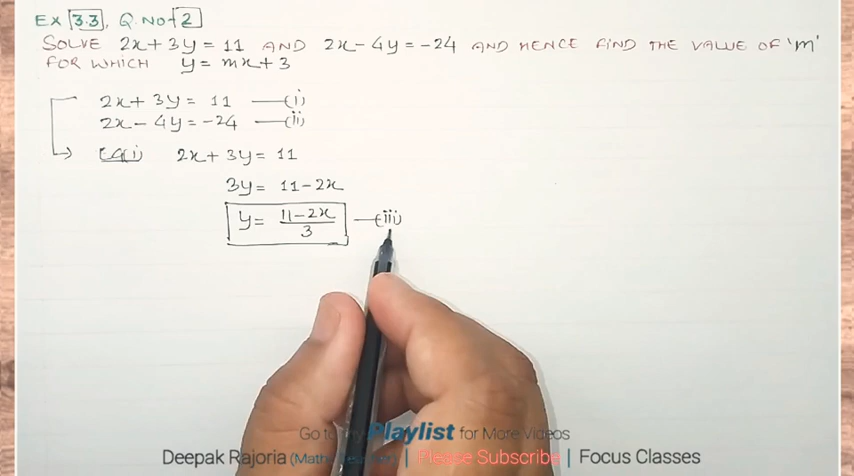 EX 3.3, Q.NO→2
SOLVE 2x+3y=11 AND 2x-4y=-24 AND HENCE FIND THE VALUE OF 'm'
FOR WHICH y=mx+3
2x+3y=11 —(i)
2x-4y=-24 —(ii)
Eq(i) 2x+3y=11
3y=11-2x
y=(11-2x)/3 —(iii)
Go to my Playlist for More Videos
Deepak Rajoria (Maths | Please Subscribe | Focus Classes